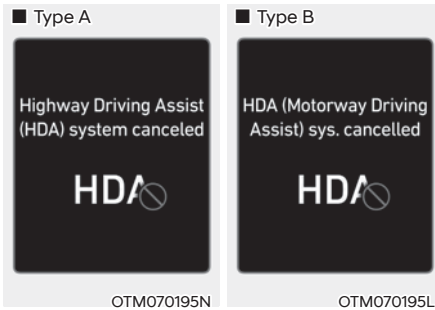 ■ Type A
Highway Driving Assist
(HDA) system canceled
HDA
OTM070195N
■ Type B
HDA (Motorway Driving
Assist) sys. cancelled
HDA
OTM070195L